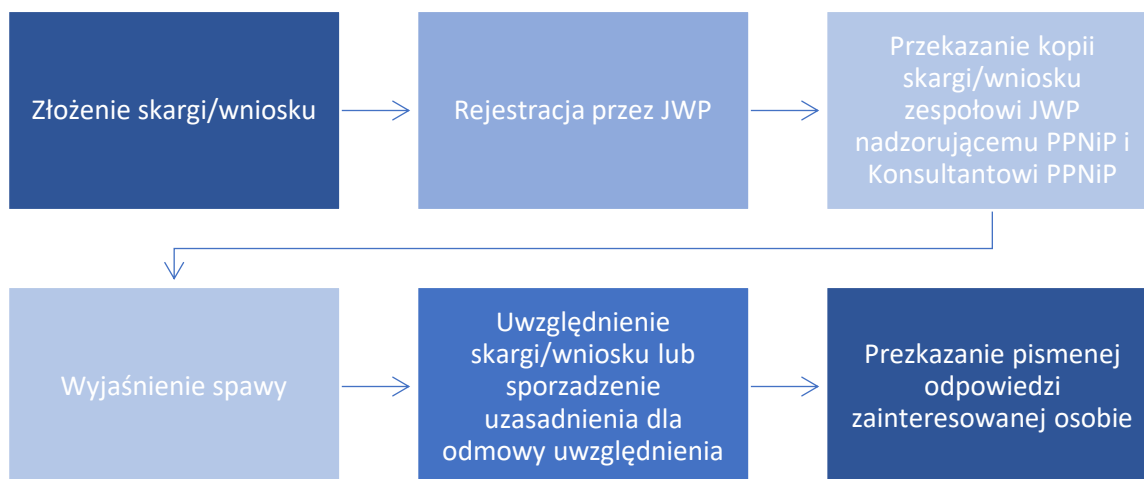 Złożenie skargi/wniosku
Rejestracja przez JWP
Przekazanie kopii
skargi/wniosku
zespołowi JWP
nadzorującemu PPNiP i
Konsultantowi PPNiP
Wyjaśnienie spawy
Uwzględnienie
skargi/wniosku lub
sporzadzenie
uzasadnienia dla
odmowy uwzględnienia
Prezkazanie pismenej
odpowiedzi
zainteresowanej osobie